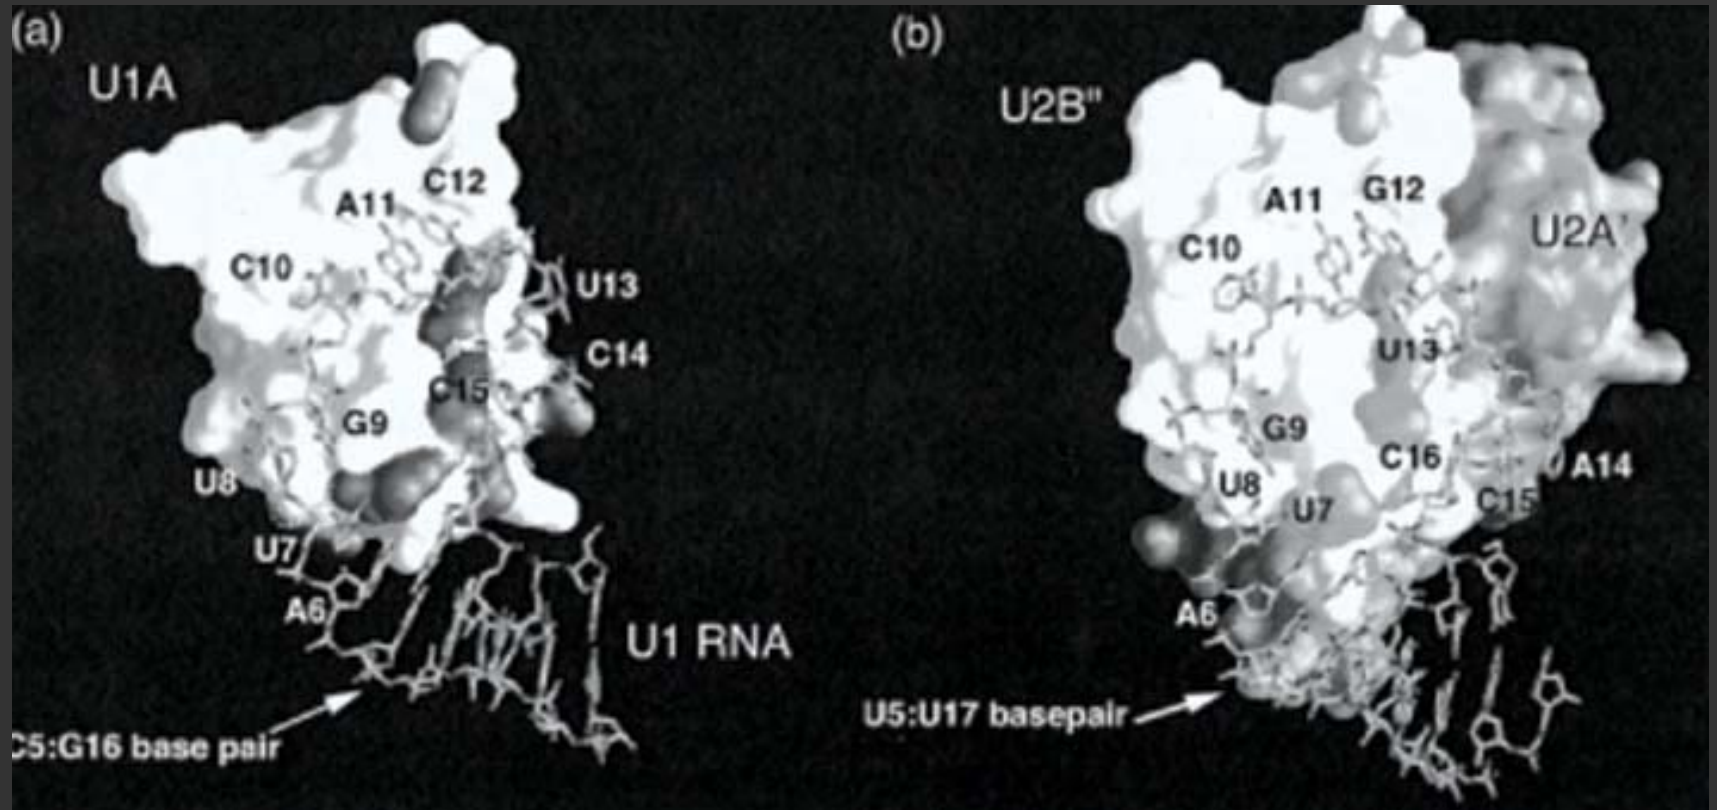 (a)
U1A
C12
A11
C10
U13
C14
C15
G9
U8
U7
A6
U1 RNA
C5:G16 base pair
(b)
U2B"
G12
A11
U2A'
C10
U13
G9
C16
A14
U8
C15
U7
A6
U5:U17 basepair